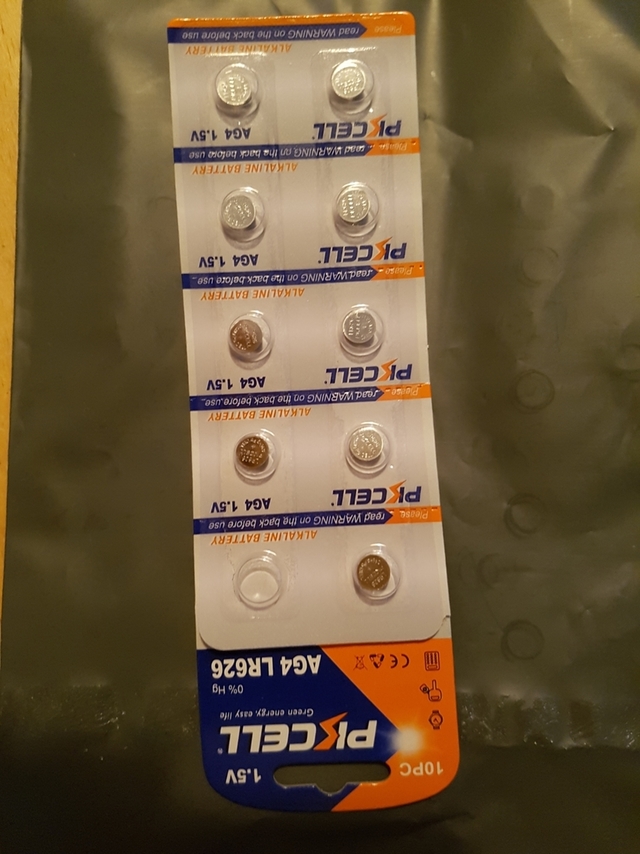 10PC
1.5V
PKCELL®
Green energy, easy life
0% Hg
AG4 LR626
CE
ALKALINE BATTERY
Please read WARNING on the back before use
PKCELL AG4 1.5V
ALKALINE BATTERY
Please read WARNING on the back before use
PKCELL AG4 1.5V
ALKALINE BATTERY
Please read WARNING on the back before use
PKCELL AG4 1.5V
ALKALINE BATTERY
Please read WARNING on the back before use
PKCELL AG4 1.5V
ALKALINE BATTERY
Please read WARNING on the back before use